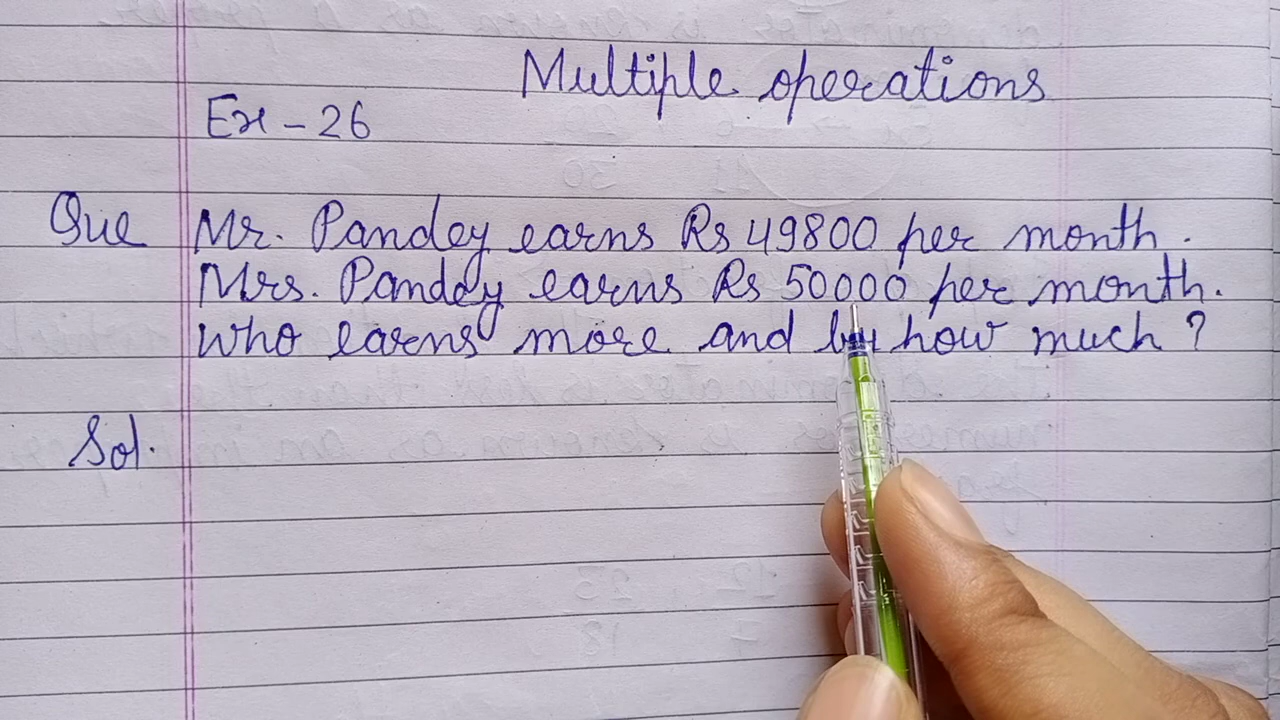 Multiple operations
Ex - 26
Que Mr. Pandey earns Rs 49800 per month.
Mrs. Pandey earns Rs 50000 per month.
Who earns more and by how much?
Sol.